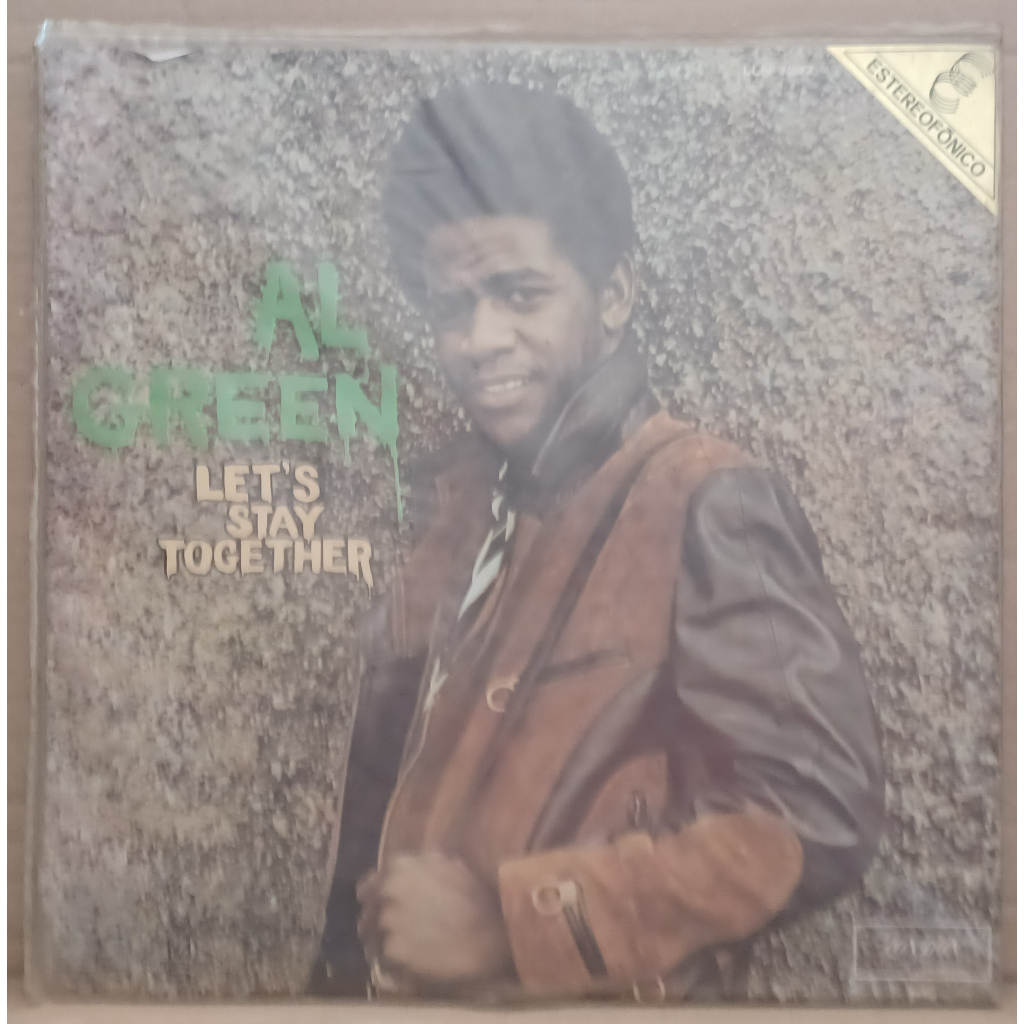 ESTEREOFÔNICO
AL
GREEN
LET'S
STAY
TOGETHER